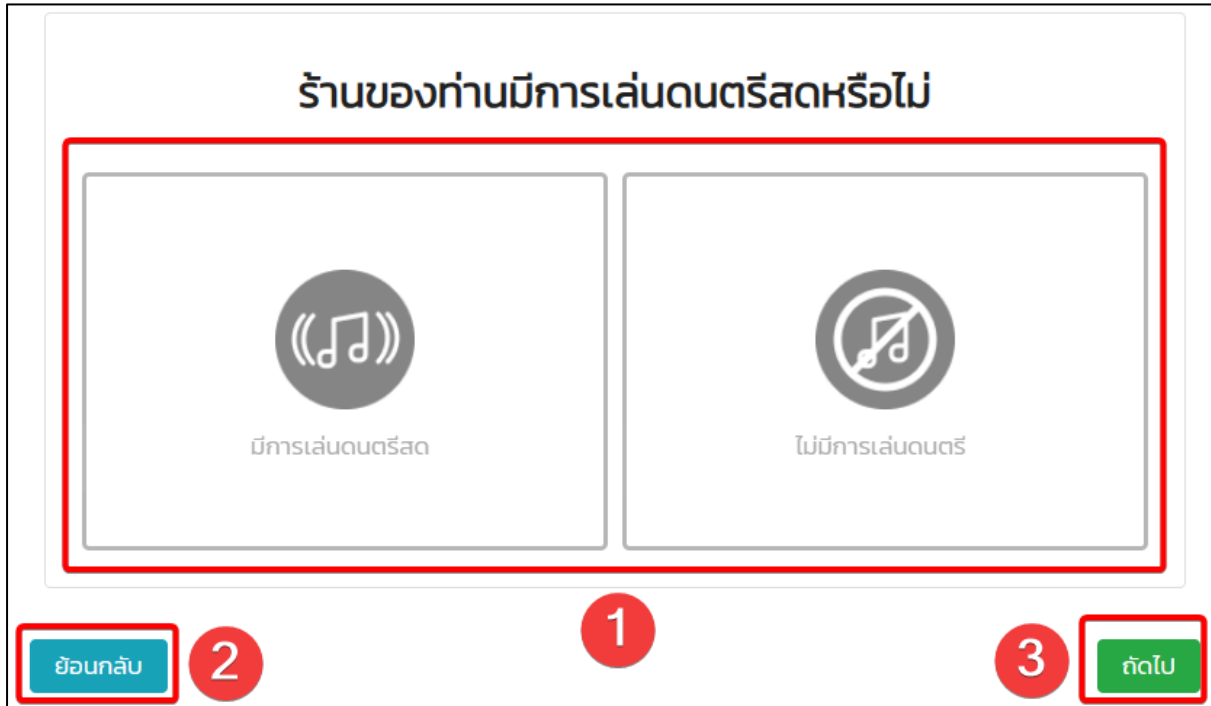 ร้านของท่านมีการเล่นดนตรีสดหรือไม่
มีการเล่นดนตรีสด
ไม่มีการเล่นดนตรี
1
ย้อนกลับ
2
3
ถัดไป